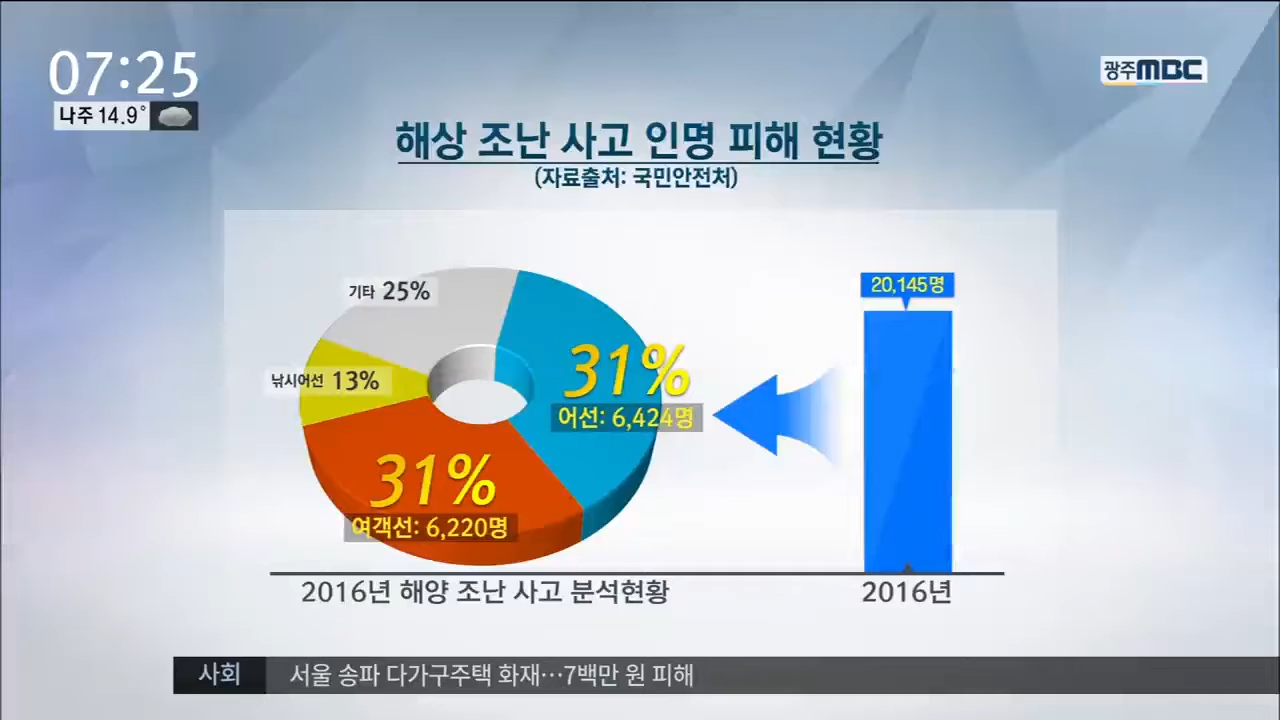 07:25
나주 14.9°
광주MBC
해상 조난 사고 인명 피해 현황
(자료출처: 국민안전처)
기타 25%
20,145명
31%
어선: 6,424명
낚시어선 13%
31%
여객선: 6,220명
2016년 해양 조난 사고 분석현황
2016년
사회 서울 송파 다가구주택 화재…7백만 원 피해